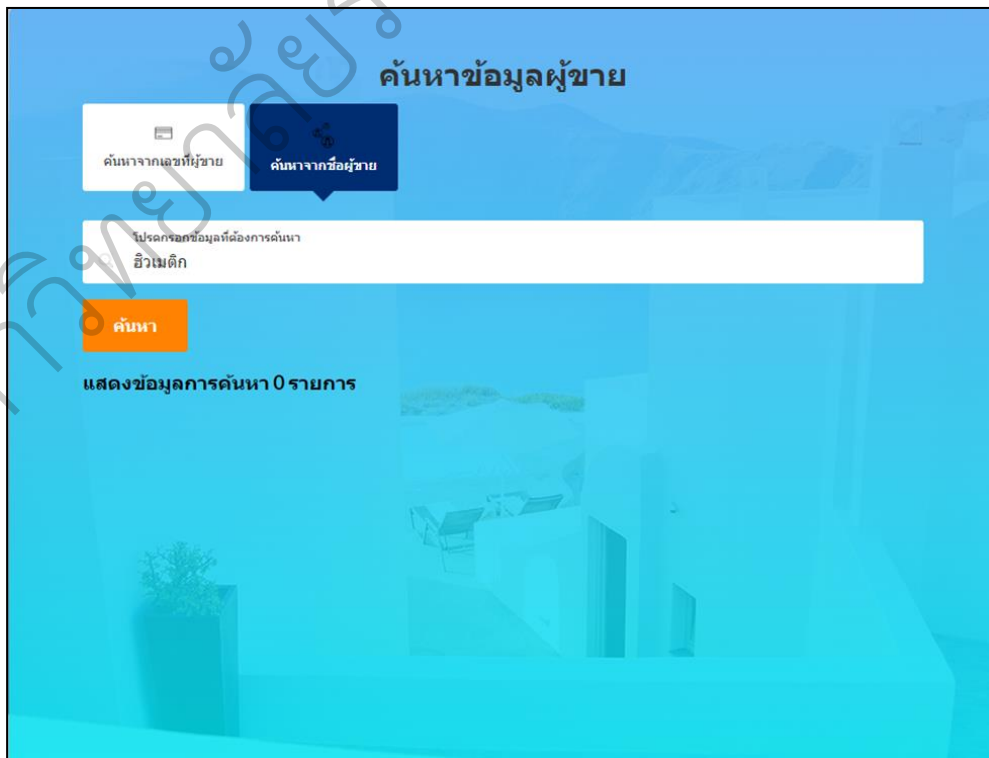 ค้นหาข้อมูลผู้ขาย
ค้นหาจากเลขที่ผู้ขาย
ค้นหาจากชื่อผู้ขาย
โปรดกรอกข้อมูลที่ต้องการค้นหา
ฮิวเมติก
ค้นหา
แสดงข้อมูลการค้นหา 0 รายการ